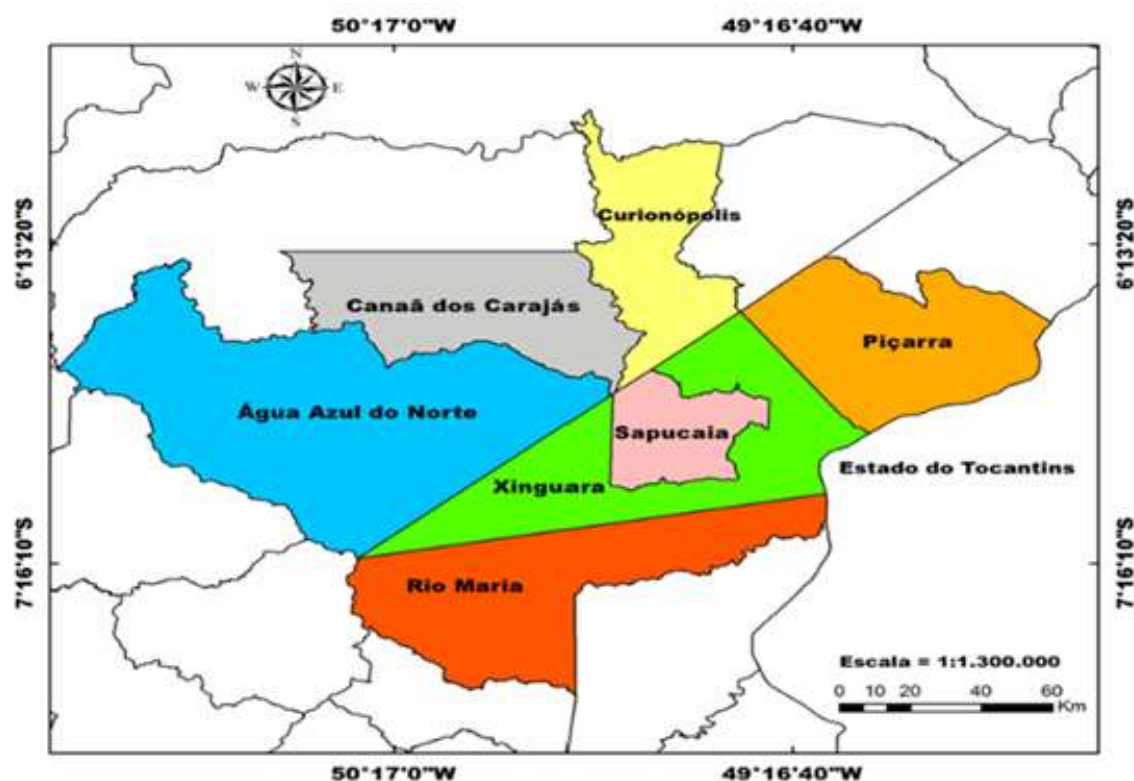 50°17'0"W
49°16'40"W
N
W
E
S
6°13'20"S
6°13'20"S
Curionópolis
Canaã dos Carajás
Piçarra
Água Azul do Norte
Sapucaia
Estado do Tocantins
Xinguara
7°16'10"S
7°16'10"S
Rio Maria
Escala = 1:1.300.000
0 10 20 40 60
Km
50°17'0"W
49°16'40"W